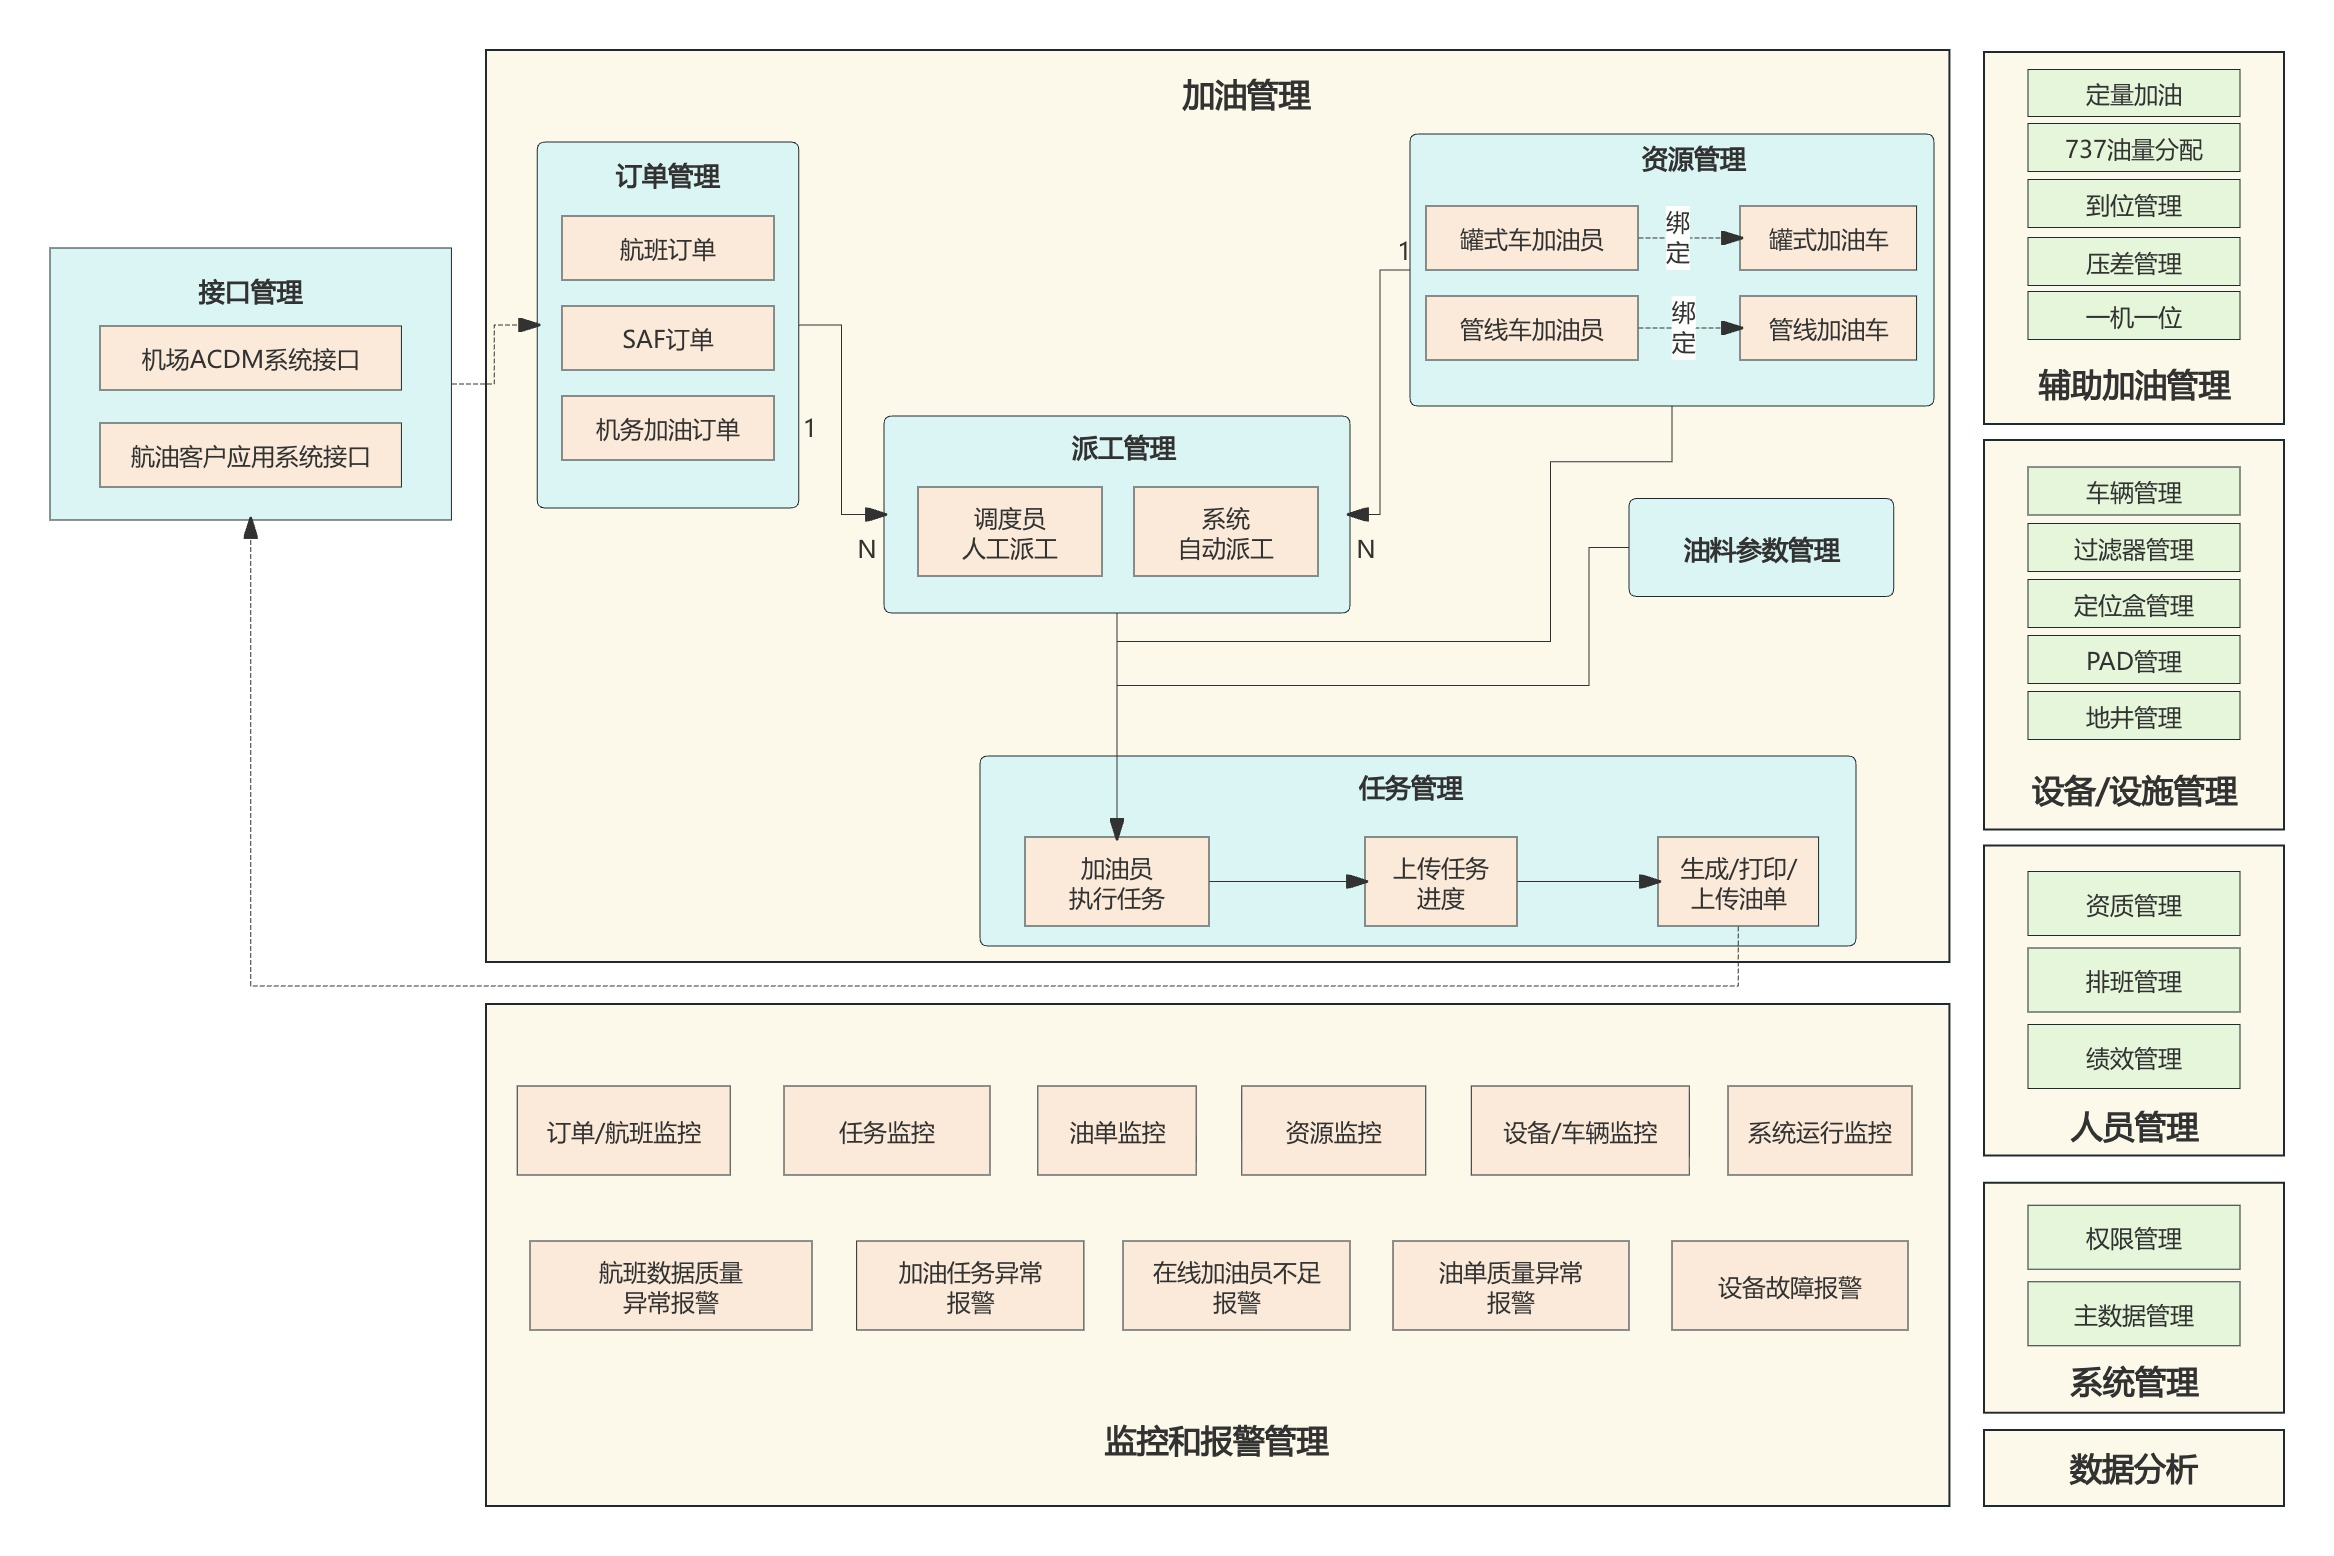 接口管理
机场ACDM系统接口
航油客户应用系统接口
加油管理
订单管理
航班订单
SAF订单
机务加油订单
1
N
资源管理
罐式车加油员
绑
定
罐式加油车
管线车加油员
绑
定
管线加油车
1
N
派工管理
调度员
人工派工
系统
自动派工
油料参数管理
任务管理
加油员
执行任务
上传任务
进度
生成/打印/
上传油单
订单/航班监控
任务监控
油单监控
资源监控
设备/车辆监控
系统运行监控
航班数据质量
异常报警
加油任务异常
报警
在线加油员不足
报警
油单质量异常
报警
设备故障报警
监控和报警管理
定量加油
737油量分配
到位管理
压差管理
一机一位
辅助加油管理
车辆管理
过滤器管理
定位盒管理
PAD管理
地井管理
设备/设施管理
资质管理
排班管理
绩效管理
人员管理
权限管理
主数据管理
系统管理
数据分析